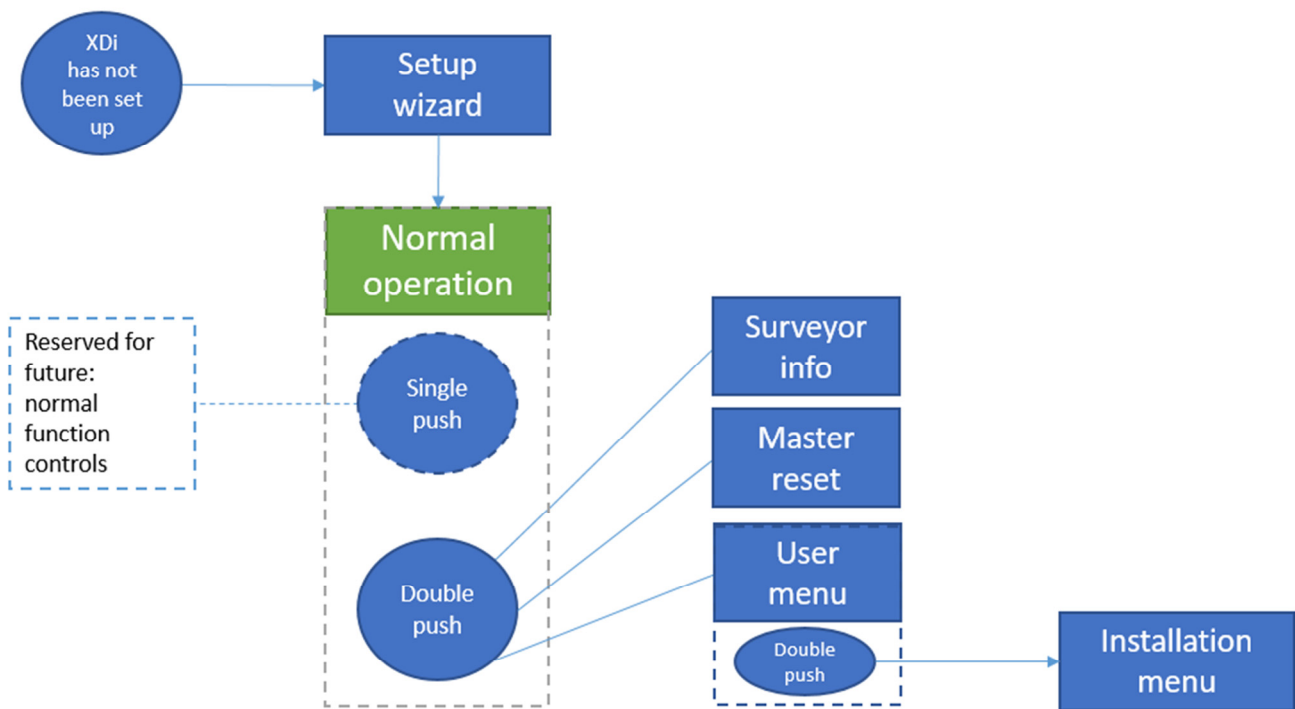 XDi
has not
been set
up
Setup
wizard
Normal
operation
Reserved for
future:
normal
function
controls
Single
push
Double
push
Surveyor
info
Master
reset
User
menu
Double
push
Installation
menu